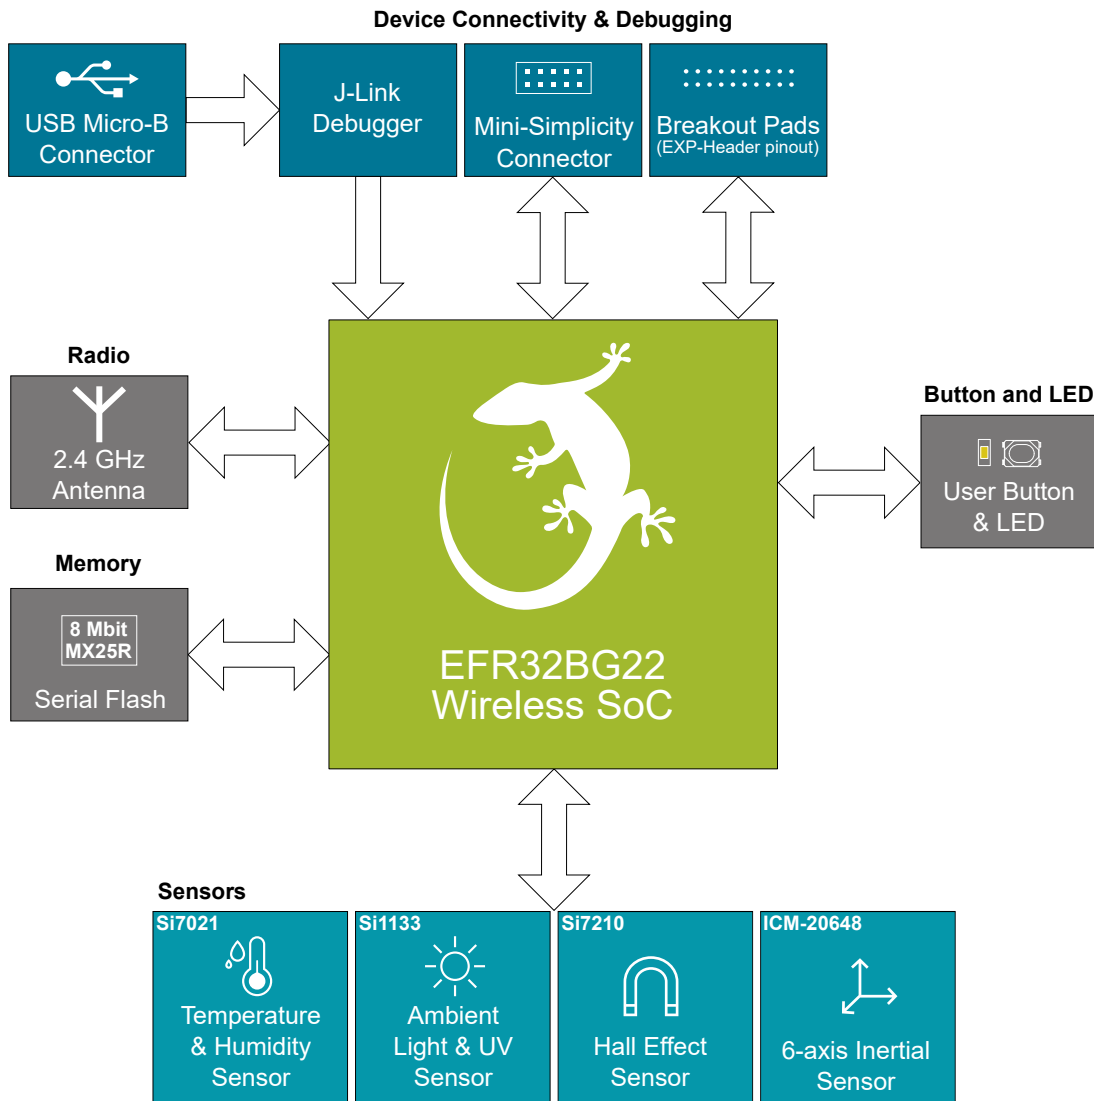 Device Connectivity & Debugging
USB Micro-B
Connector
J-Link
Debugger
Mini-Simplicity
Connector
Breakout Pads
(EXP-Header pinout)
Radio
2.4 GHz
Antenna
Button and LED
User Button
& LED
Memory
8 Mbit
MX25R
Serial Flash
EFR32BG22
Wireless SoC
Sensors
Si7021
Temperature
& Humidity
Sensor
Si1133
Ambient
Light & UV
Sensor
Si7210
Hall Effect
Sensor
ICM-20648
6-axis Inertial
Sensor